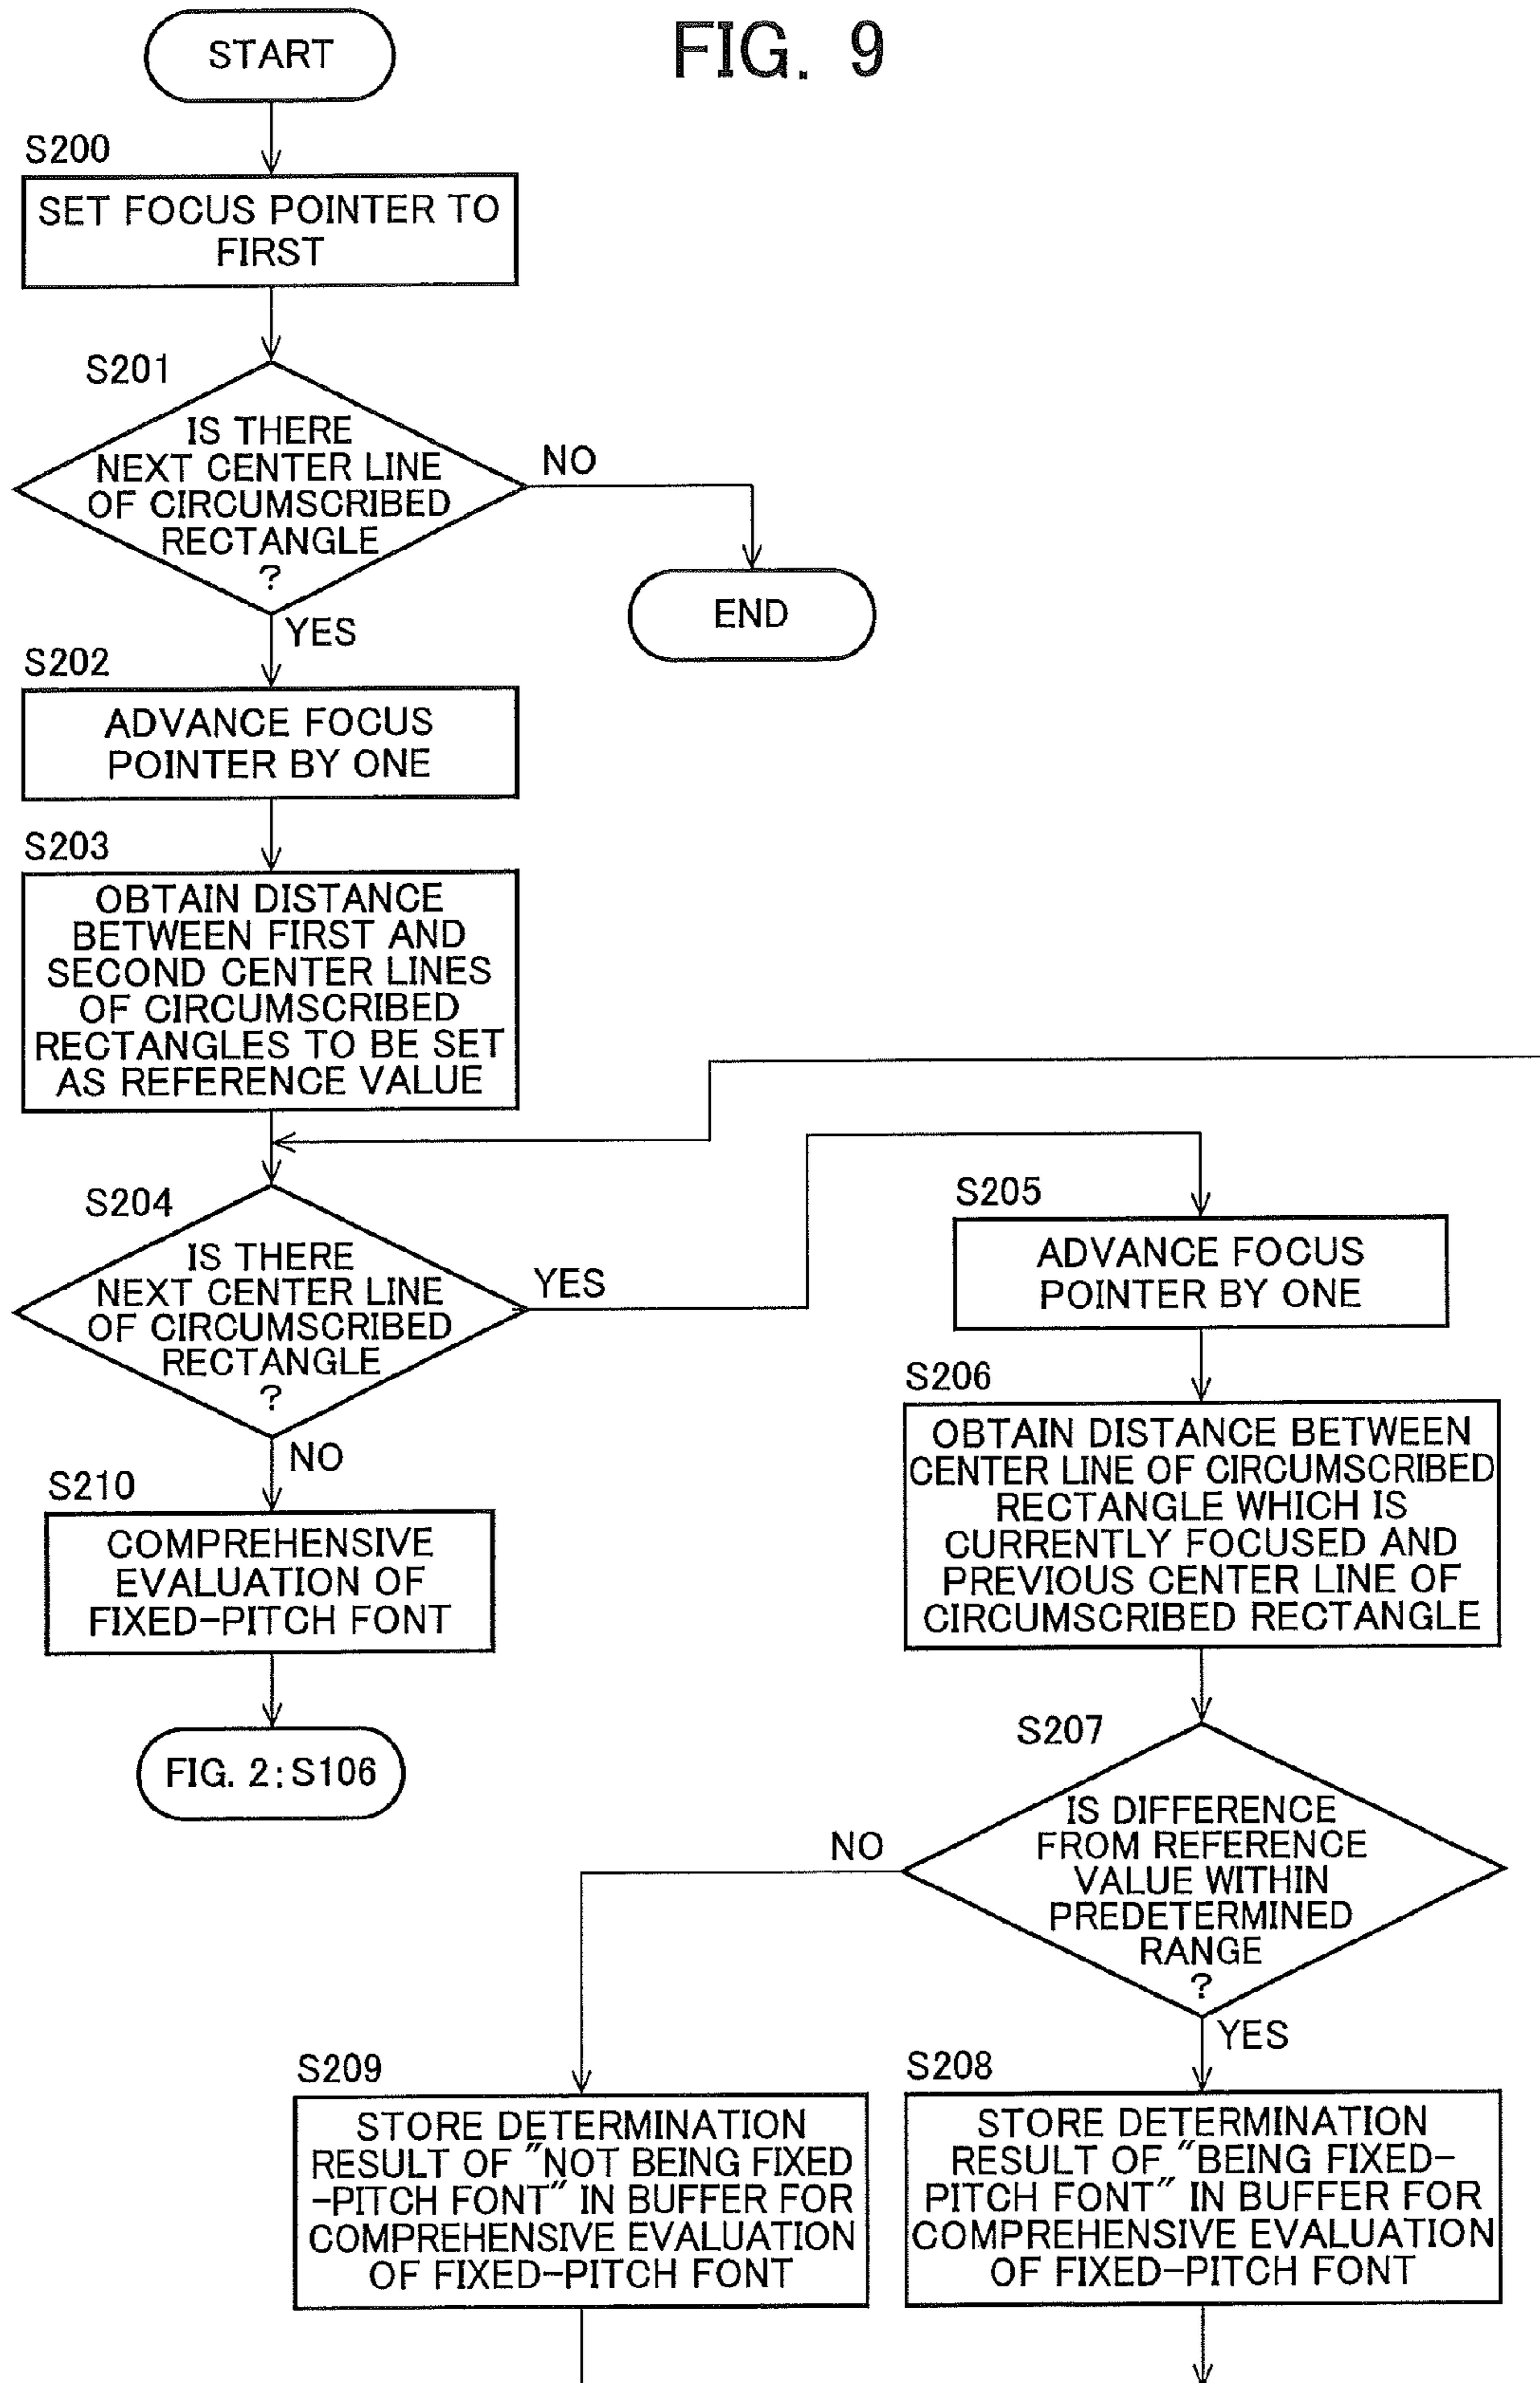 FIG. 9
START
S200
SET FOCUS POINTER TO
FIRST
S201
IS THERE
NEXT CENTER LINE
OF CIRCUMSCRIBED
RECTANGLE
?
NO
END
YES
S202
ADVANCE FOCUS
POINTER BY ONE
S203
OBTAIN DISTANCE
BETWEEN FIRST AND
SECOND CENTER LINES
OF CIRCUMSCRIBED
RECTANGLES TO BE SET
AS REFERENCE VALUE
S204
IS THERE
NEXT CENTER LINE
OF CIRCUMSCRIBED
RECTANGLE
?
YES
NO
S210
COMPREHENSIVE
EVALUATION OF
FIXED-PITCH FONT
FIG. 2:S106
S205
ADVANCE FOCUS
POINTER BY ONE
S206
OBTAIN DISTANCE BETWEEN
CENTER LINE OF CIRCUMSCRIBED
RECTANGLE WHICH IS
CURRENTLY FOCUSED AND
PREVIOUS CENTER LINE OF
CIRCUMSCRIBED RECTANGLE
S207
IS DIFFERENCE
FROM REFERENCE
VALUE WITHIN
PREDETERMINED
RANGE
?
NO
YES
S209
STORE DETERMINATION
RESULT OF "NOT BEING FIXED
-PITCH FONT" IN BUFFER FOR
COMPREHENSIVE EVALUATION
OF FIXED-PITCH FONT
S208
STORE DETERMINATION
RESULT OF "BEING FIXED-
PITCH FONT" IN BUFFER FOR
COMPREHENSIVE EVALUATION
OF FIXED-PITCH FONT